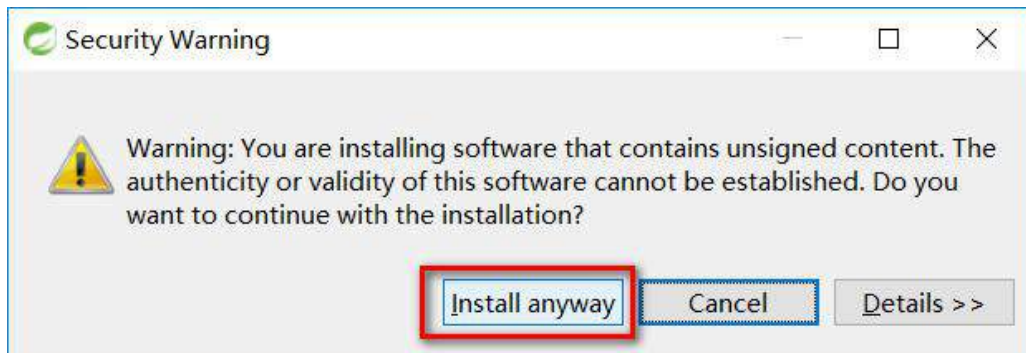 Security Warning
Warning: You are installing software that contains unsigned content. The
authenticity or validity of this software cannot be established. Do you
want to continue with the installation?
Install anyway
Cancel
Details >>